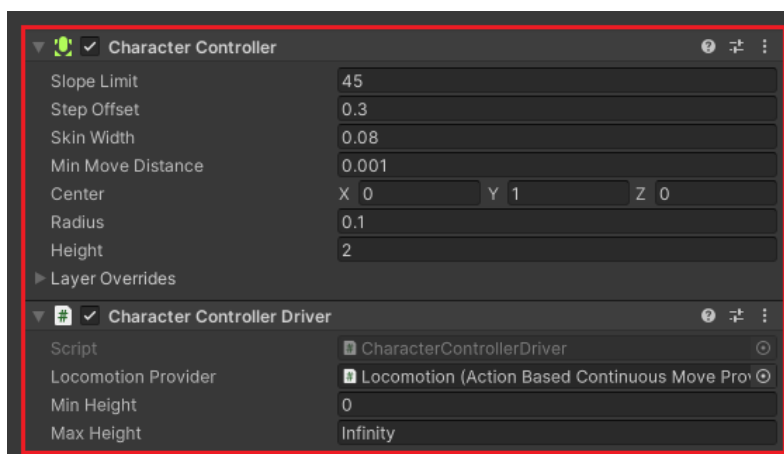 Character Controller
Slope Limit 45
Step Offset 0.3
Skin Width 0.08
Min Move Distance 0.001
Center X 0 Y 1 Z 0
Radius 0.1
Height 2
Layer Overrides
# Character Controller Driver
Script # CharacterControllerDriver
Locomotion Provider # Locomotion (Action Based Continuous Move Prov
Min Height 0
Max Height Infinity